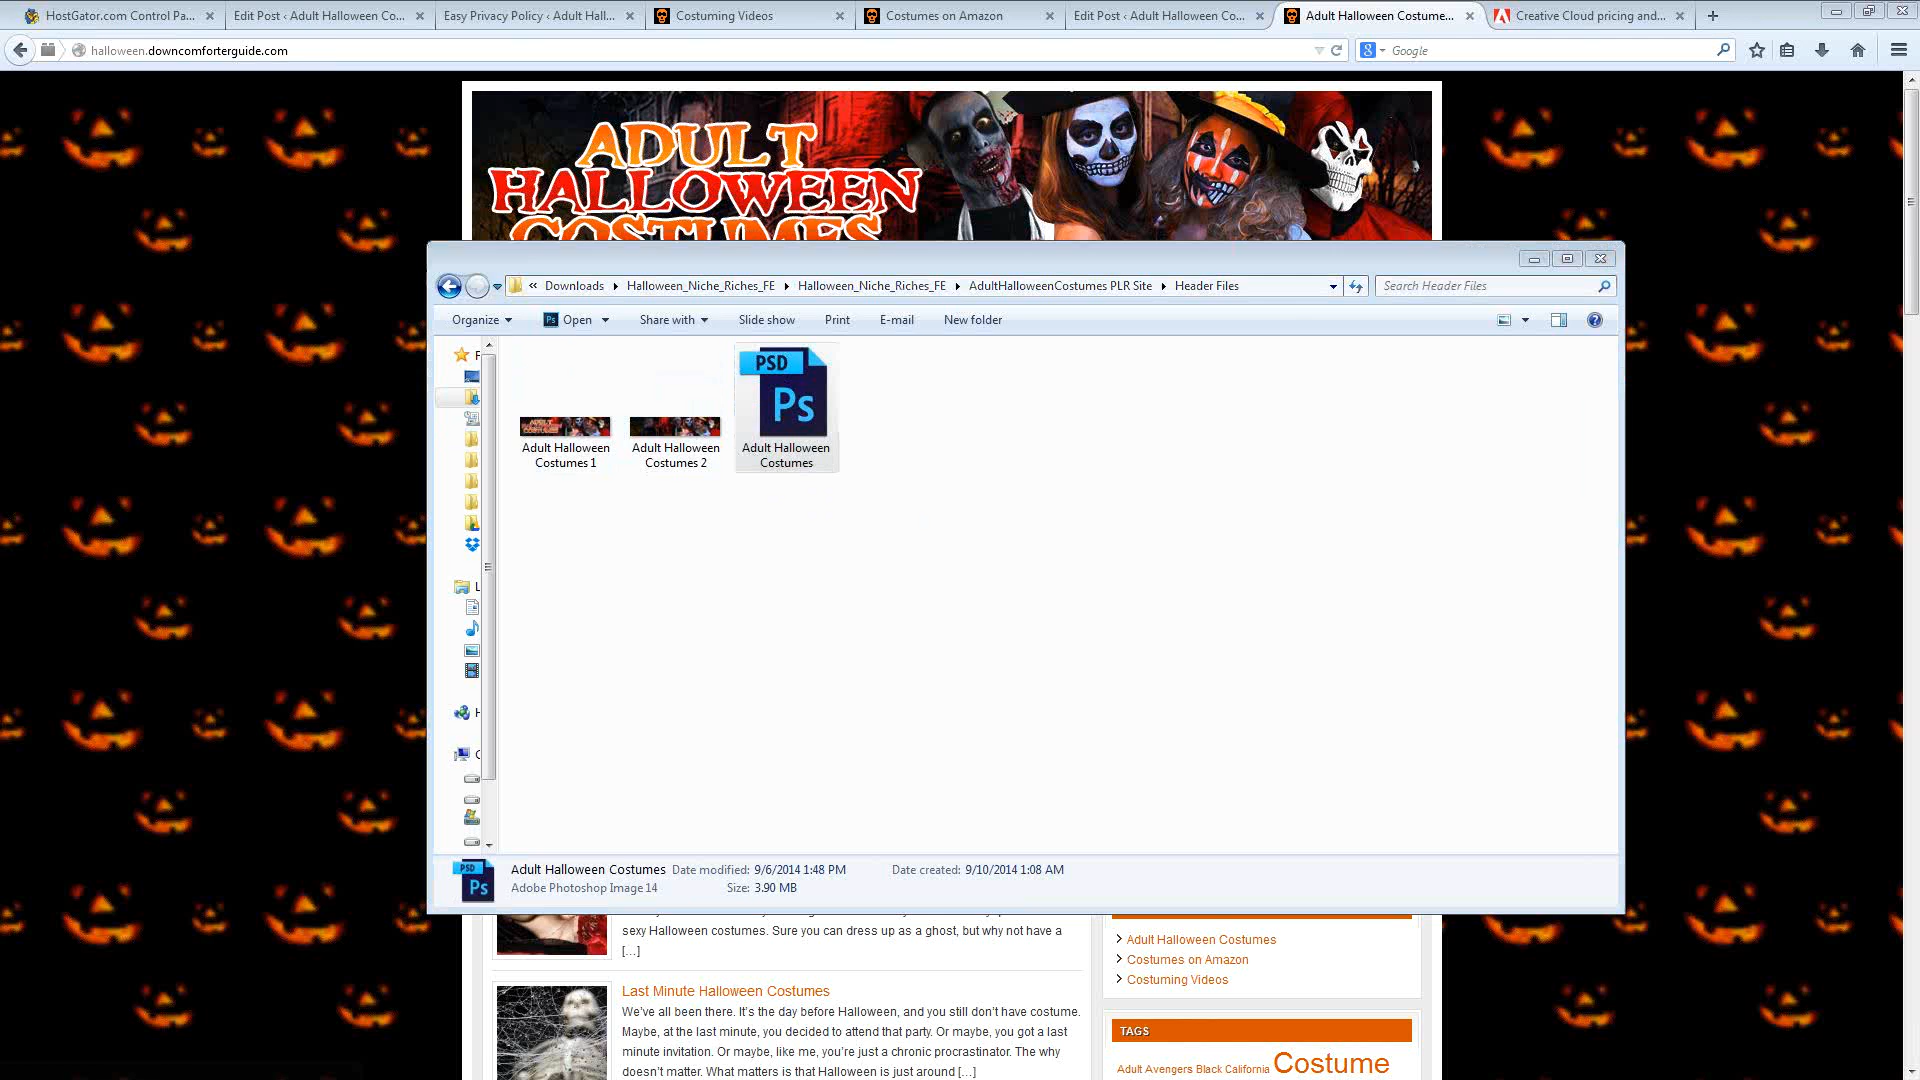 HostGator.com Control Pa...
Edit Post ‹ Adult Halloween Co...
Easy Privacy Policy ‹ Adult Hall...
Costuming Videos
Costumes on Amazon
Edit Post ‹ Adult Halloween Co...
Adult Halloween Costume...
Creative Cloud pricing and...
halloween.downcomforterguide.com
Google
ADULT
HALLOWEEN
COSTUMES
« Downloads Halloween_Niche_Riches_FE Halloween_Niche_Riches_FE AdultHalloweenCostumes PLR Site Header Files
Search Header Files
Organize Open Share with Slide show Print E-mail New folder
PSD
Ps
Adult Halloween
Costumes 1
Adult Halloween
Costumes 2
Adult Halloween
Costumes
PSD
Ps
Adult Halloween Costumes Date modified: 9/6/2014 1:48 PM Date created: 9/10/2014 1:08 AM
Adobe Photoshop Image 14 Size: 3.90 MB
sexy Halloween costumes. Sure you can dress up as a ghost, but why not have a
[...]
Last Minute Halloween Costumes
We've all been there. It's the day before Halloween, and you still don't have costume.
Maybe, at the last minute, you decided to attend that party. Or maybe, you got a last
minute invitation. Or maybe, like me, you're just a chronic procrastinator. The why
doesn't matter. What matters is that Halloween is just around [...]
Adult Halloween Costumes
Costumes on Amazon
Costuming Videos
TAGS
Adult Avengers Black California Costume